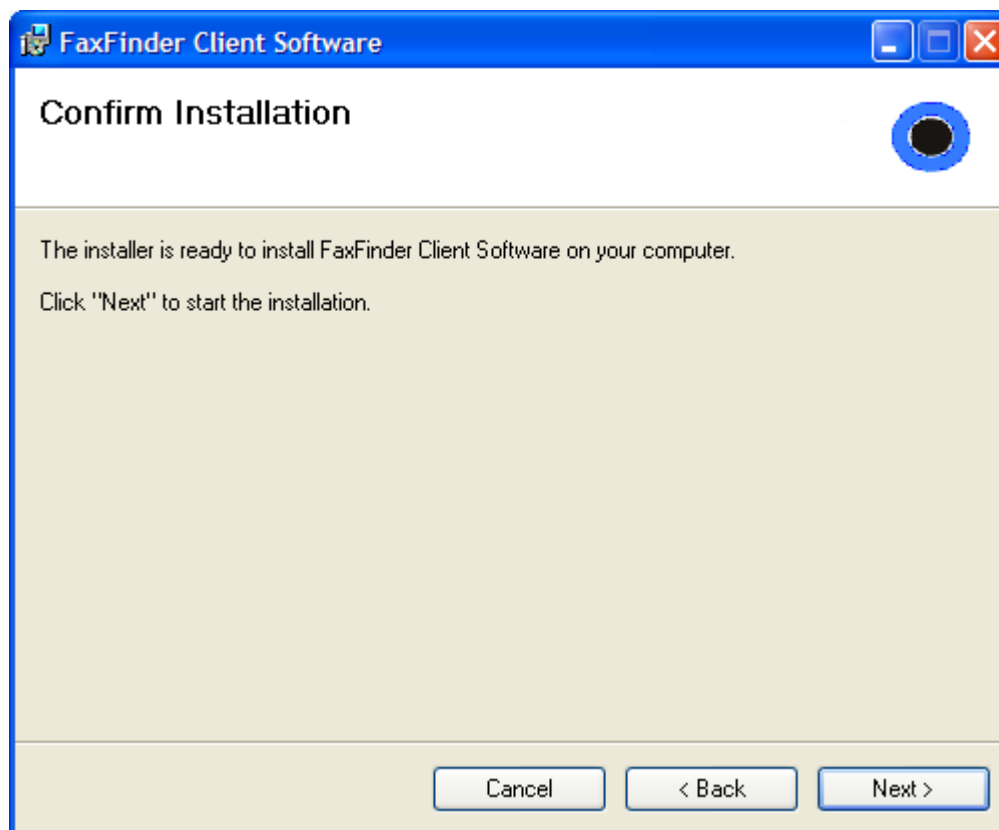 FaxFinder Client Software
Confirm Installation
The installer is ready to install FaxFinder Client Software on your computer.
Click "Next" to start the installation.
Cancel
< Back
Next >